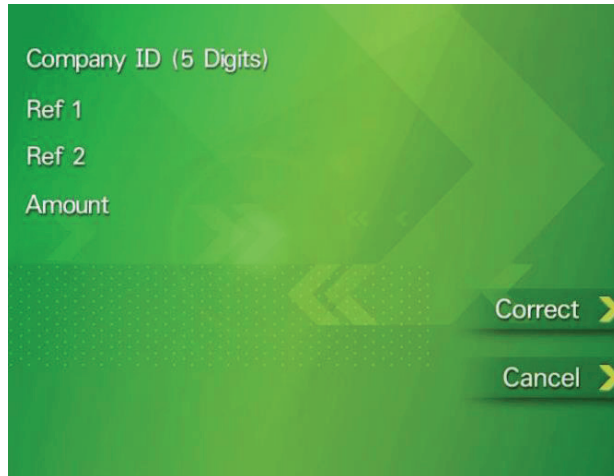 Company ID (5 Digits)
Ref 1
Ref 2
Amount
Correct
Cancel